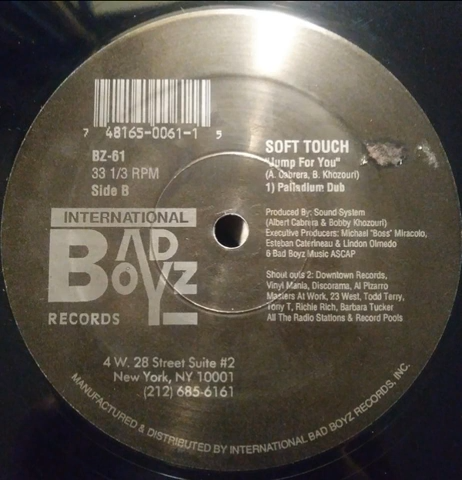 7 48165-0061-1 5
BZ-61
33 1/3 RPM
Side B
INTERNATIONAL
BAD
BOYZ
RECORDS
4 W. 28 Street Suite #2
New York, NY 10001
(212) 685-6161
SOFT TOUCH
"Jump For You"
(A. Cabrera, B. Khozouri)
1) Palladium Dub
Produced By: Sound System
(Albert Cabrera & Bobby Khozouri)
Executive Producers: Michael "Boss" Miracolo,
Esteban Caterineau & Lindon Olmedo
& Bad Boyz Music ASCAP
Shout outs 2: Downtown Records,
Vinyl Mania, Discorama, Al Pizarro
Masters At Work, 23 West, Todd Terry,
Tony T, Richie Rich, Barbara Tucker
All The Radio Stations & Record Pools
MANUFACTURED & DISTRIBUTED BY INTERNATIONAL BAD BOYZ RECORDS, INC.